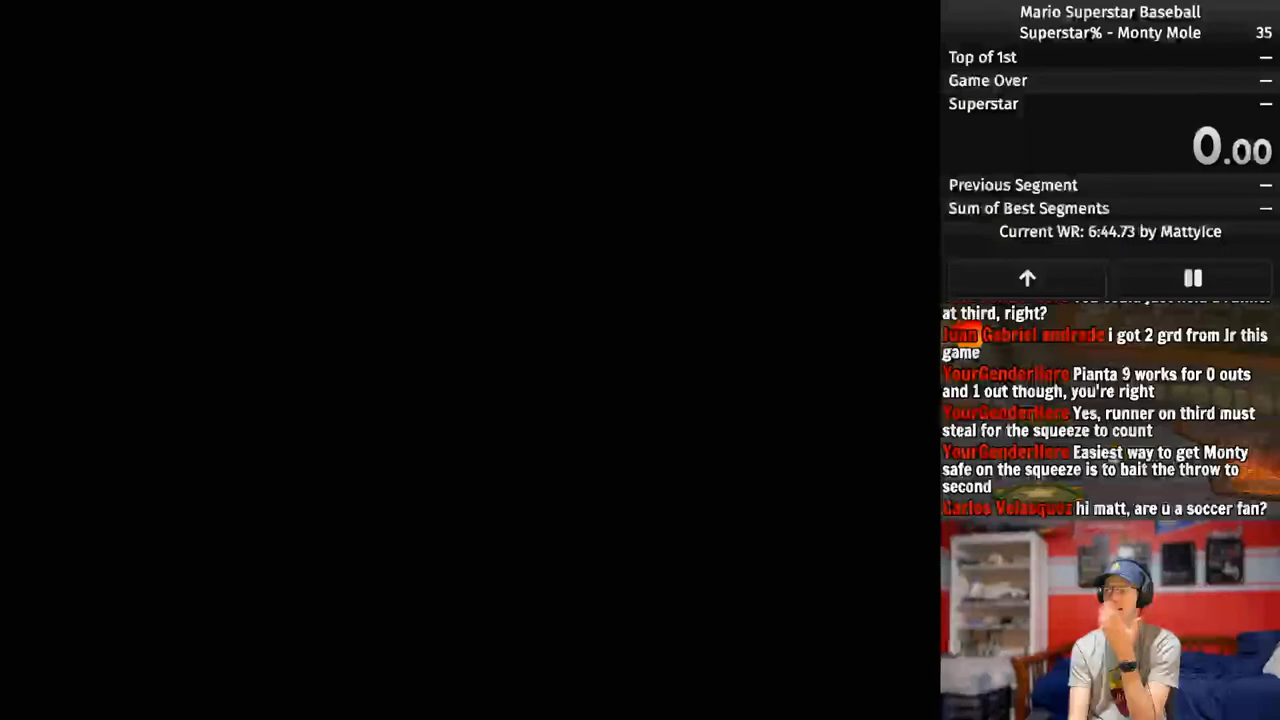 Mario Superstar Baseball
Superstar% - Monty Mole 35
Top of 1st —
Game Over —
Superstar —
0.00
Previous Segment —
Sum of Best Segments —
Current WR: 6:44.73 by MattyIce
at third, right?
Juan Gabriel andrade i got 2 grd from Jr this
game
YourGenderHere Pianta 9 works for 0 outs
and 1 out though, you're right
YourGenderHere Yes, runner on third must
steal for the squeeze to count
YourGenderHere Easiest way to get Monty
safe on the squeeze is to bait the throw to
second
Carlos Velasquez hi matt, are u a soccer fan?